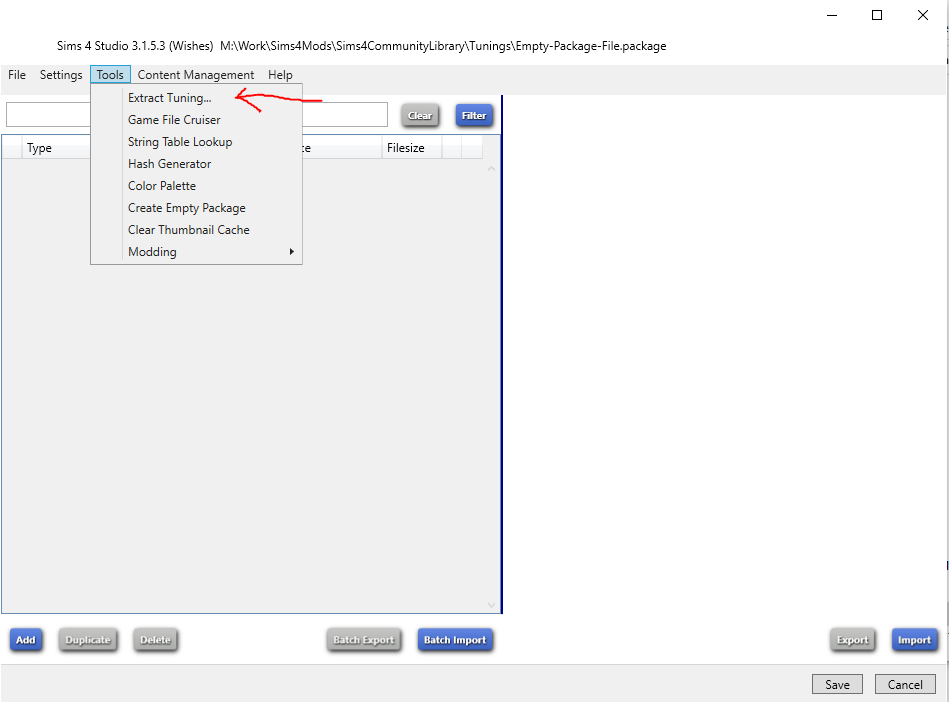 Sims 4 Studio 3.1.5.3 (Wishes)  M:\Work\Sims4Mods\Sims4CommunityLibrary\Tunings\Empty-Package-File.package
File Settings Tools Content Management Help
Extract Tuning...
Clear Filter
Game File Cruiser
String Table Lookup
Type te Filesize
Hash Generator
Color Palette
Create Empty Package
Clear Thumbnail Cache
Modding
Add Duplicate Delete Batch Export Batch Import Export Import
Save Cancel